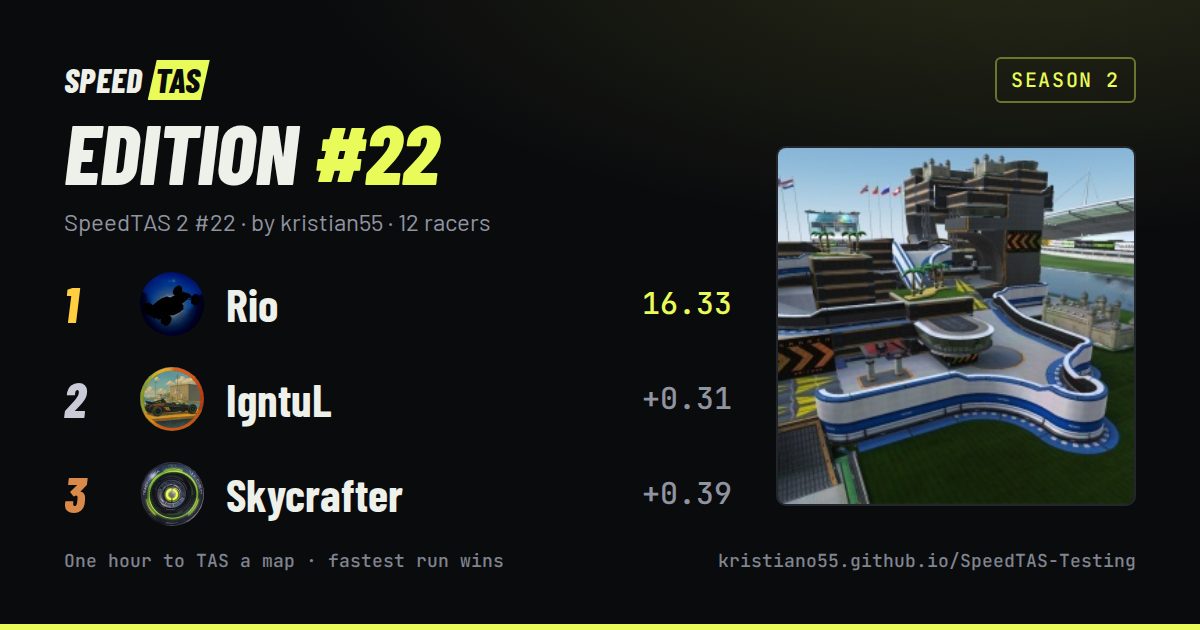 SPEED TAS
SEASON 2
EDITION #22
SpeedTAS 2 #22 · by kristian55 · 12 racers
1 Rio 16.33
2 IgntuL +0.31
3 Skycrafter +0.39
One hour to TAS a map · fastest run wins
kristiano55.github.io/SpeedTAS-Testing